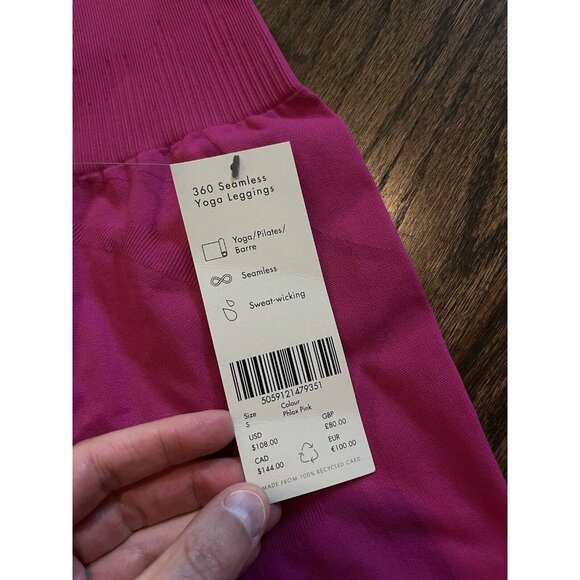 360 Seamless
Yoga Leggings
Yoga/Pilates/
Barre
Seamless
Sweat-wicking
5059121479351
Size
S
Colour
Phlox Pink
USD
$108.00
GBP
£80.00
CAD
$144.00
EUR
€100.00
MADE FROM 100% RECYCLED CARD